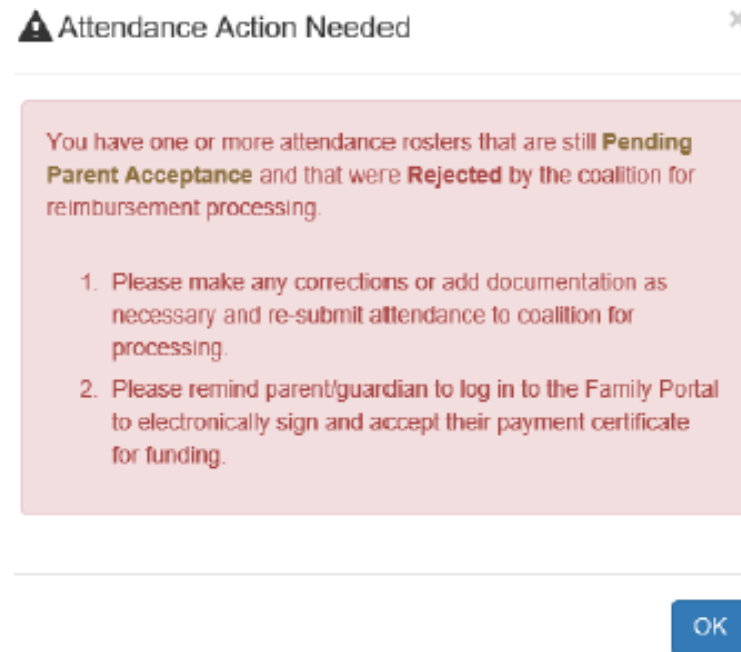 Attendance Action Needed
×
You have one or more attendance rosters that are still Pending
Parent Acceptance and that were Rejected by the coalition for
reimbursement processing.
1. Please make any corrections or add documentation as
necessary and re-submit attendance to coalition for
processing.
2. Please remind parent/guardian to log in to the Family Portal
to electronically sign and accept their payment certificate
for funding.
OK